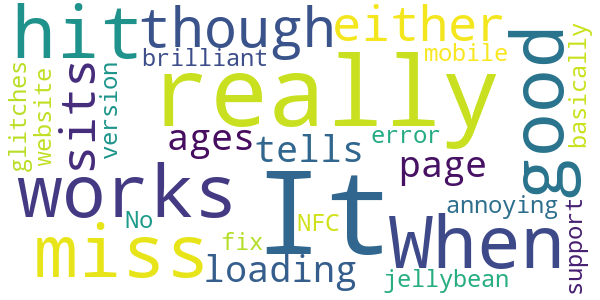 hit though either
brilliant mobile
really good
glitches website sits version basically
ages tells error page
works It When
No NFC annoying support
miss fix loading jellybean